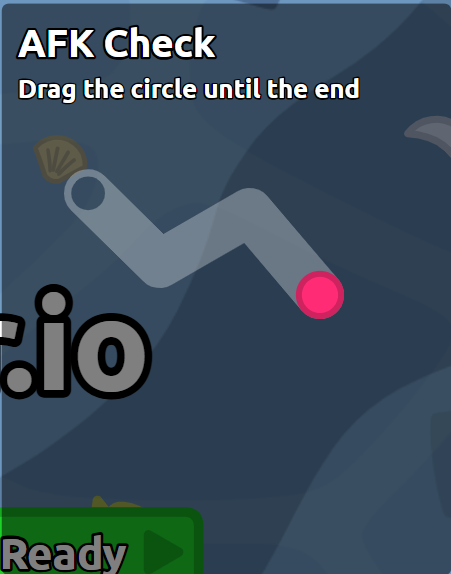 AFK Check
Drag the circle until the end
.io
Ready